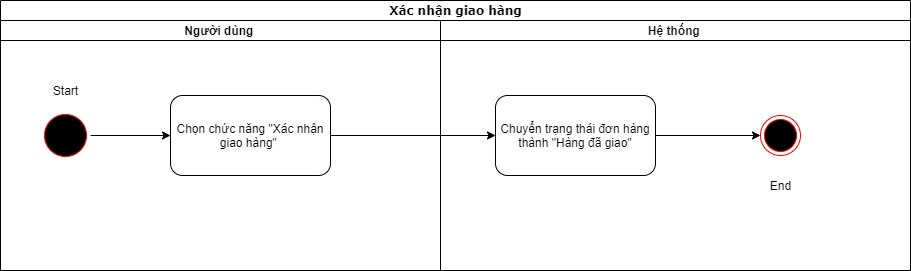 Xác nhận giao hàng
Người dùng
Hệ thống
Start
Chọn chức năng "Xác nhận
giao hàng"
Chuyển trạng thái đơn hàng
thành "Hàng đã giao"
End